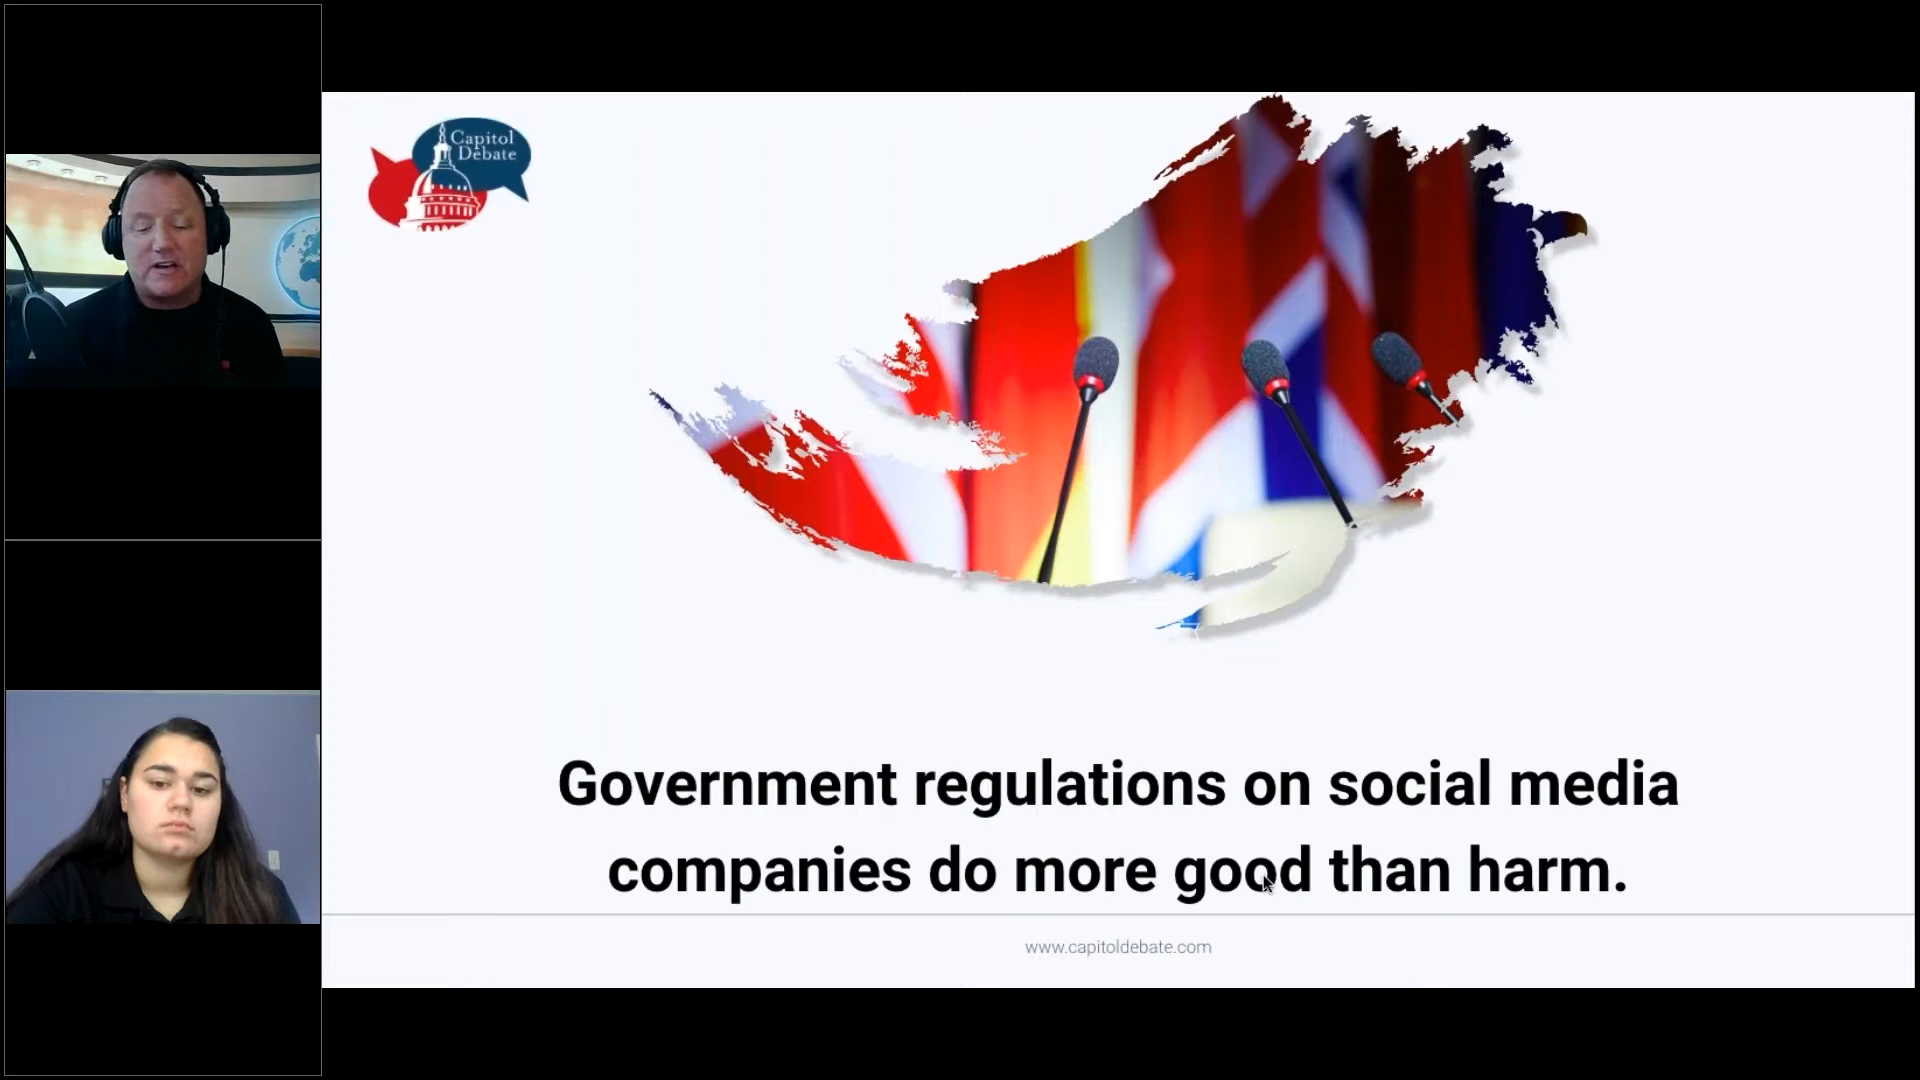 Capitol
Debate
Government regulations on social media
companies do more good than harm.
www.capitoldebate.com